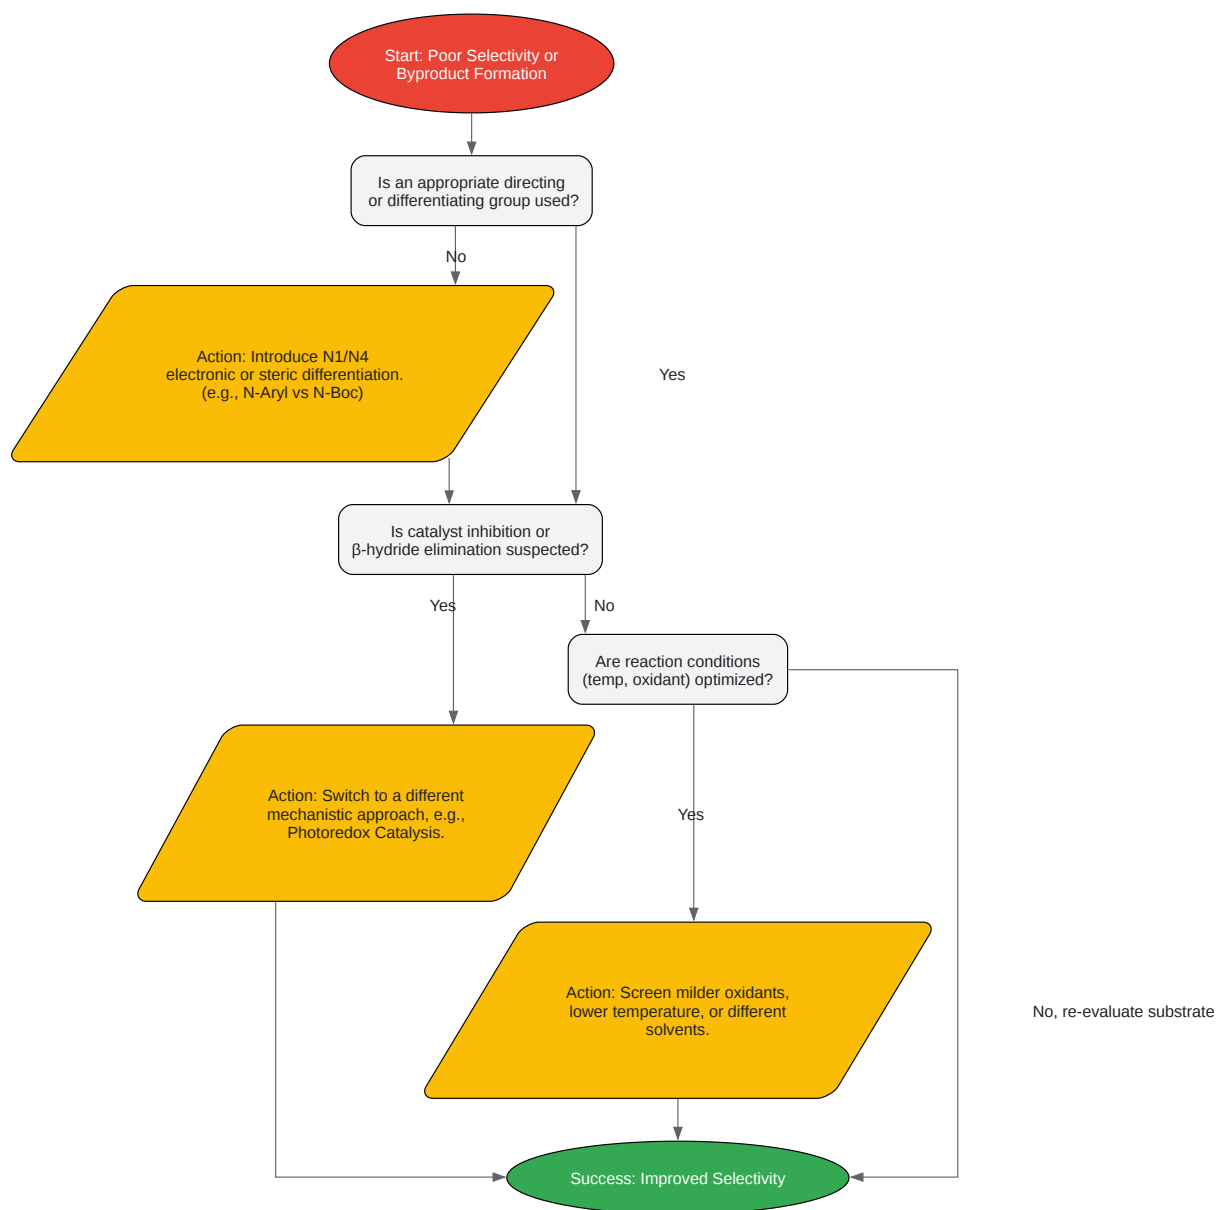 Start: Poor Selectivity or
Byproduct Formation
Is an appropriate directing
or differentiating group used?
No
Action: Introduce N1/N4
electronic or steric differentiation.
(e.g., N-Aryl vs N-Boc)
Yes
Is catalyst inhibition or
β-hydride elimination suspected?
Yes
No
Are reaction conditions
(temp, oxidant) optimized?
Action: Switch to a different
mechanistic approach, e.g.,
Photoredox Catalysis.
Yes
Action: Screen milder oxidants,
lower temperature, or different
solvents.
No, re-evaluate substrate
Success: Improved Selectivity